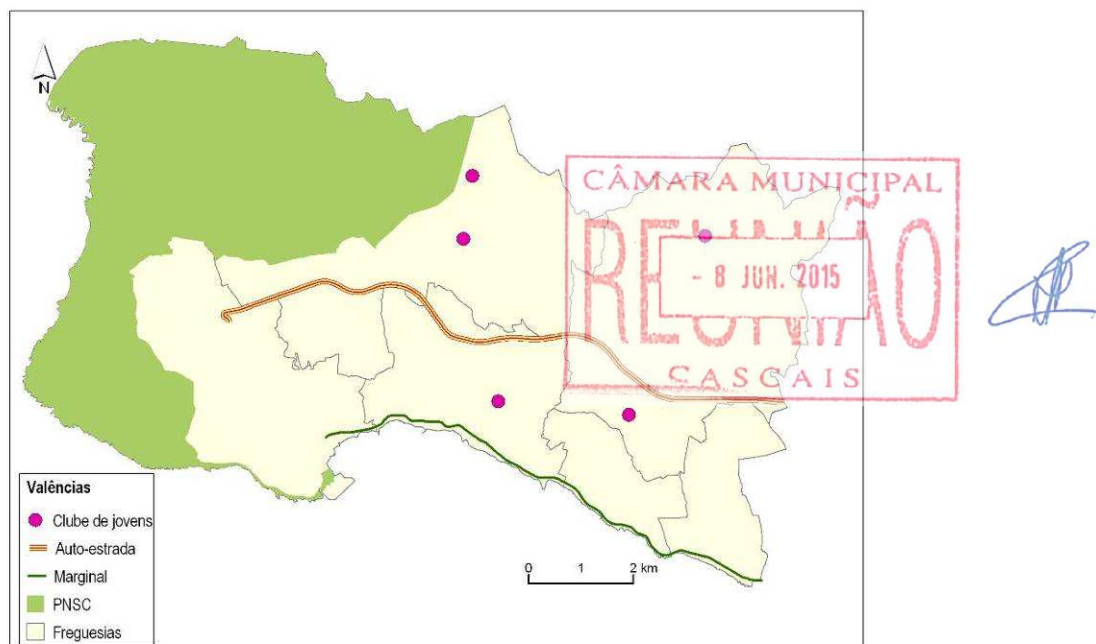 N
CÂMARA MUNICIPAL
REUNIÃO
- 8 JUN. 2015
CASCAIS
Valências
Clube de jovens
Auto-estrada
Marginal
PNSC
Freguesias
0 1 2 km